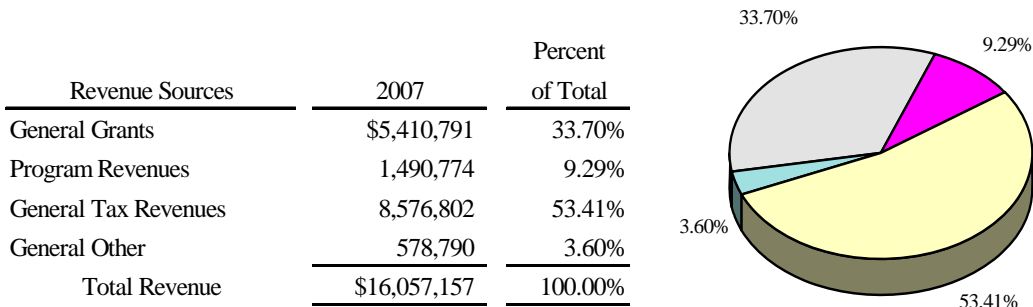 Percent
Revenue Sources 2007 of Total
General Grants $5,410,791 33.70%
Program Revenues 1,490,774 9.29%
General Tax Revenues 8,576,802 53.41%
General Other 578,790 3.60%
Total Revenue $16,057,157 100.00%
33.70%
9.29%
3.60%
53.41%